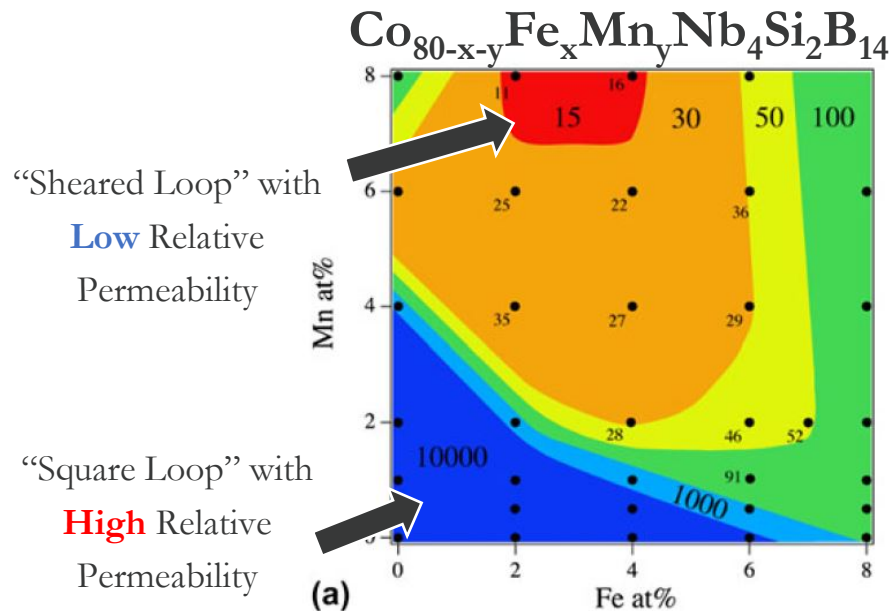 Co80-x-yFexMnyNb4Si2B14
“Sheared Loop” with
Low Relative
Permeability
“Square Loop” with
High Relative
Permeability
8
6
4
2
Mn at%
11
16
15
30
50
100
25
22
36
35
27
29
28
46
52
10000
91
1000
0
2
4
6
8
(a)
Fe at%